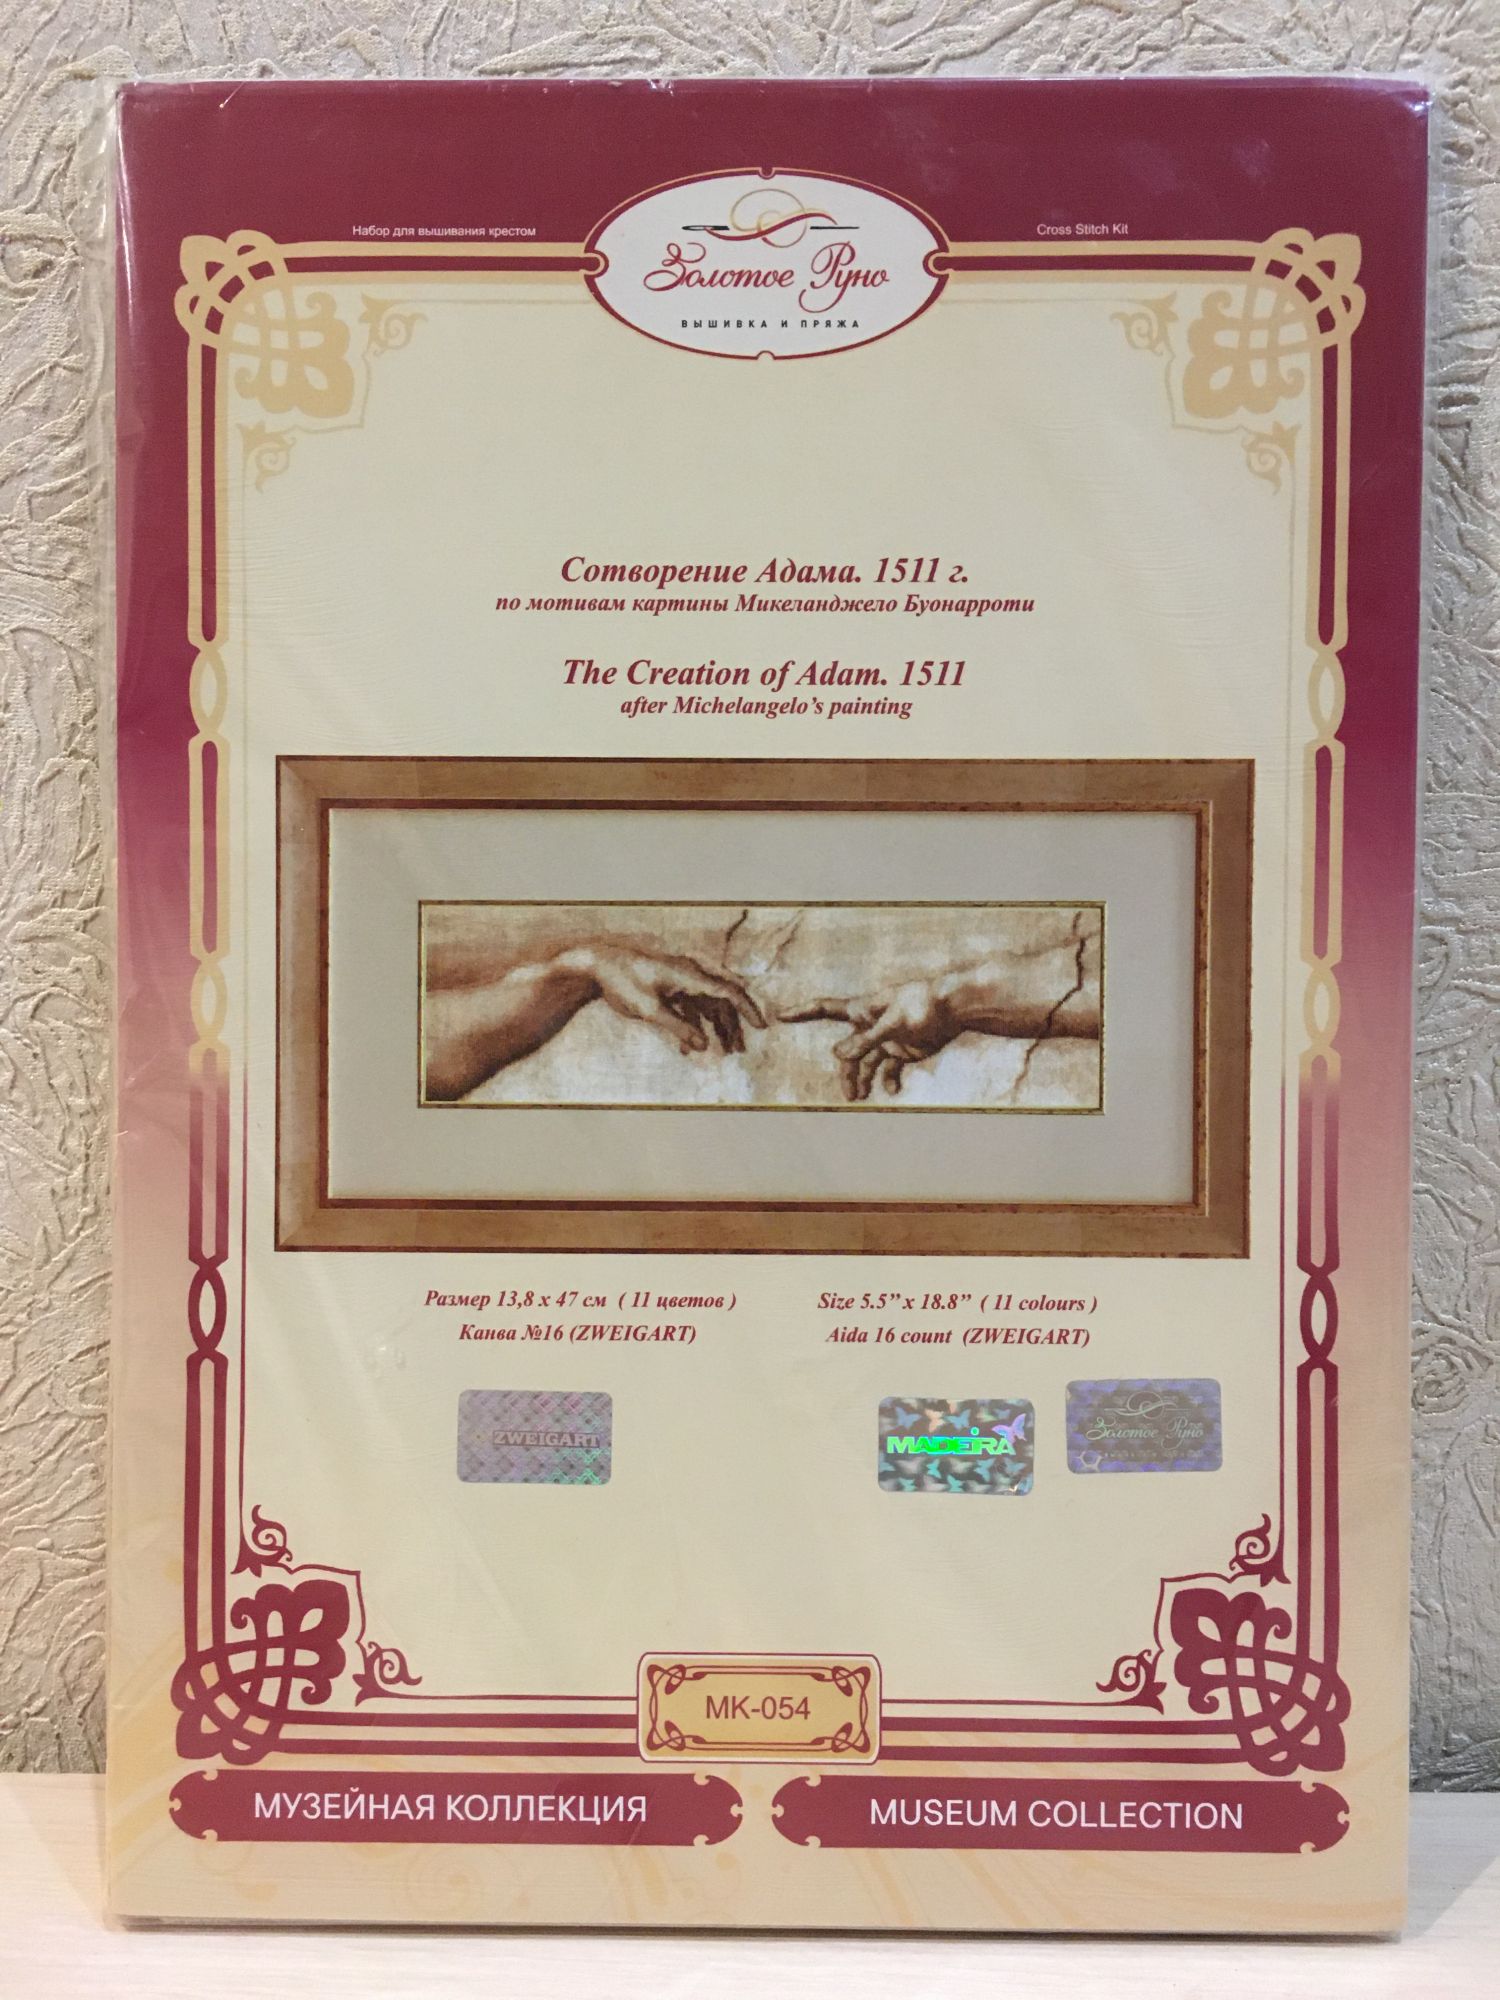 Набор для вышивания крестом
Cross Stitch Kit
Золотое Руно
ВЫШИВКА И ПРЯЖА
Сотворение Адама. 1511 г.
по мотивам картины Микеланджело Буонарроти
The Creation of Adam. 1511
after Michelangelo's painting
Размер 13,8 х 47 см ( 11 цветов )
Канва №16 (ZWEIGART)
Size 5.5” x 18.8” ( 11 colours )
Aida 16 count (ZWEIGART)
ZWEIGART
MADEIRA
Золотое Руно
МК-054
МУЗЕЙНАЯ КОЛЛЕКЦИЯ
MUSEUM COLLECTION